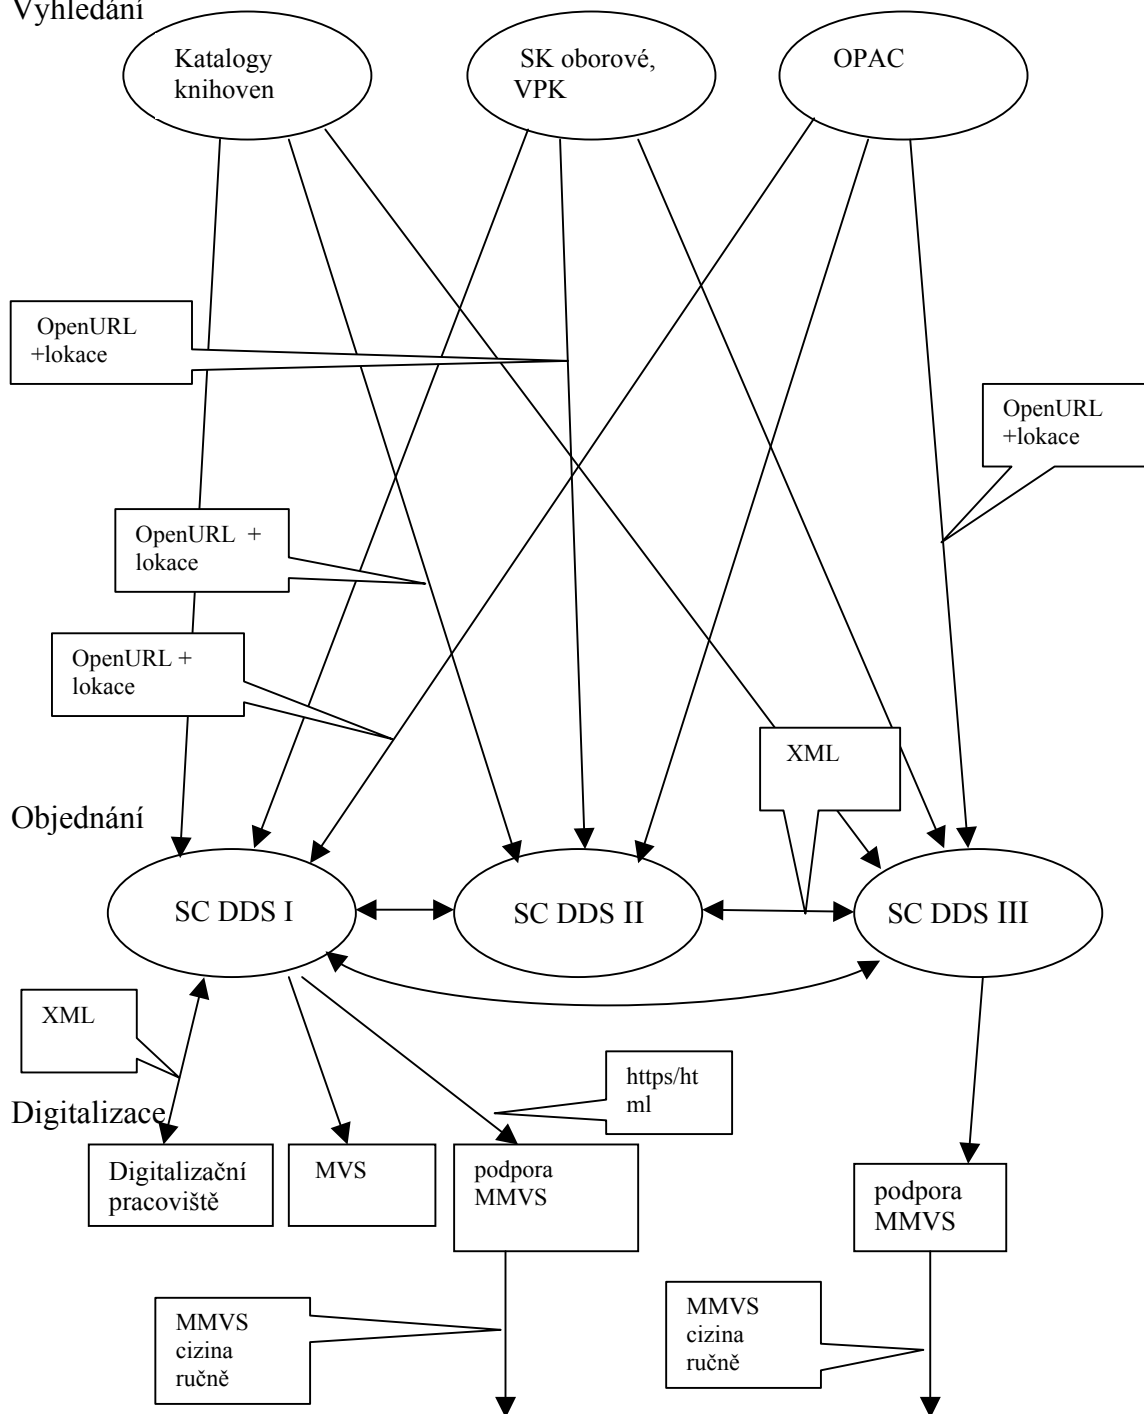 Vyhledání
Katalogy
knihoven
SK oborové,
VPK
OPAC
OpenURL
+lokace
OpenURL
+lokace
OpenURL +
lokace
OpenURL +
lokace
XML
Objednání
SC DDS I
SC DDS II
SC DDS III
XML
https/ht
ml
Digitalizace
Digitalizační
pracoviště
MVS
podpora
MMVS
podpora
MMVS
MMVS
cizina
ručně
MMVS
cizina
ručně